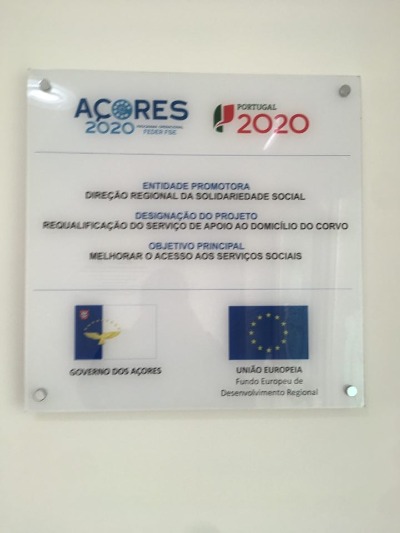 AÇORES
2020 PROGRAMA OPERACIONAL
FEDER FSE
PORTUGAL
2020
ENTIDADE PROMOTORA
DIREÇÃO REGIONAL DA SOLIDARIEDADE SOCIAL
DESIGNAÇÃO DO PROJETO
REQUALIFICAÇÃO DO SERVIÇO DE APOIO AO DOMICÍLIO DO CORVO
OBJETIVO PRINCIPAL
MELHORAR O ACESSO AOS SERVIÇOS SOCIAIS
GOVERNO DOS AÇORES
UNIÃO EUROPEIA
Fundo Europeu de
Desenvolvimento Regional